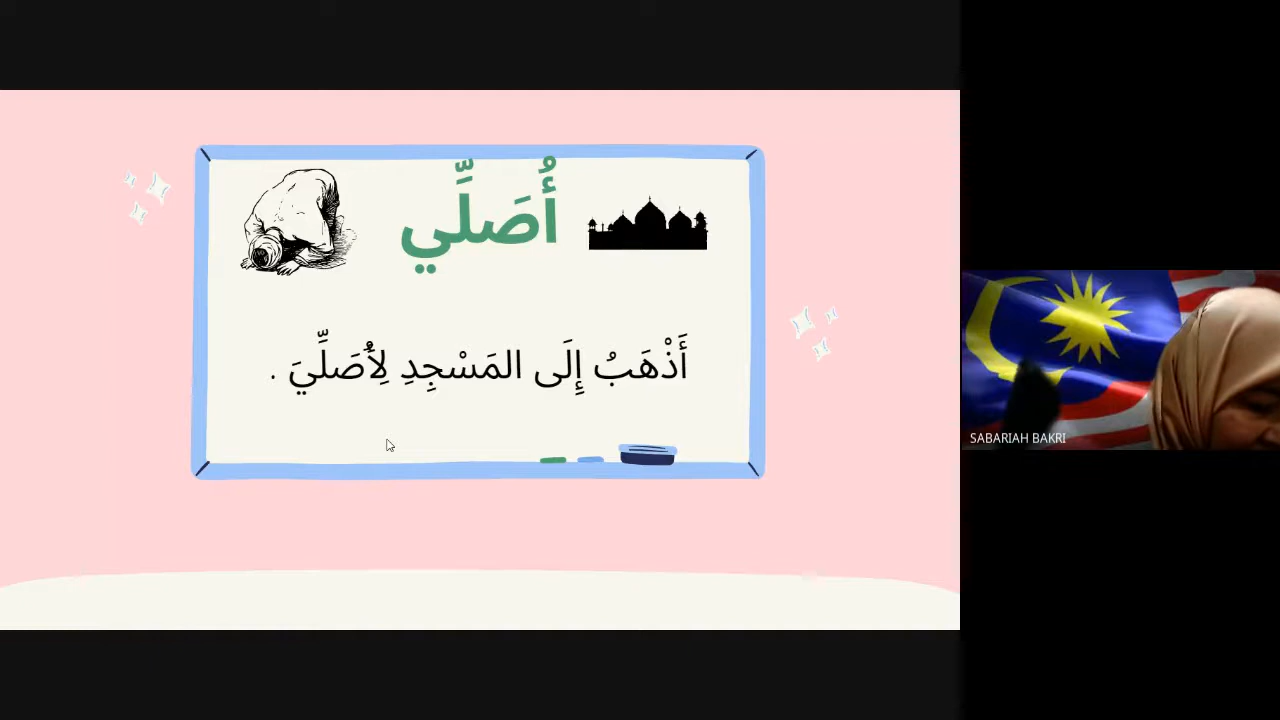 أُصَلِّي
أَذْهَبُ إِلَى المَسْجِدِ لِأُصَلِّيَ .
SABARIAH BAKRI